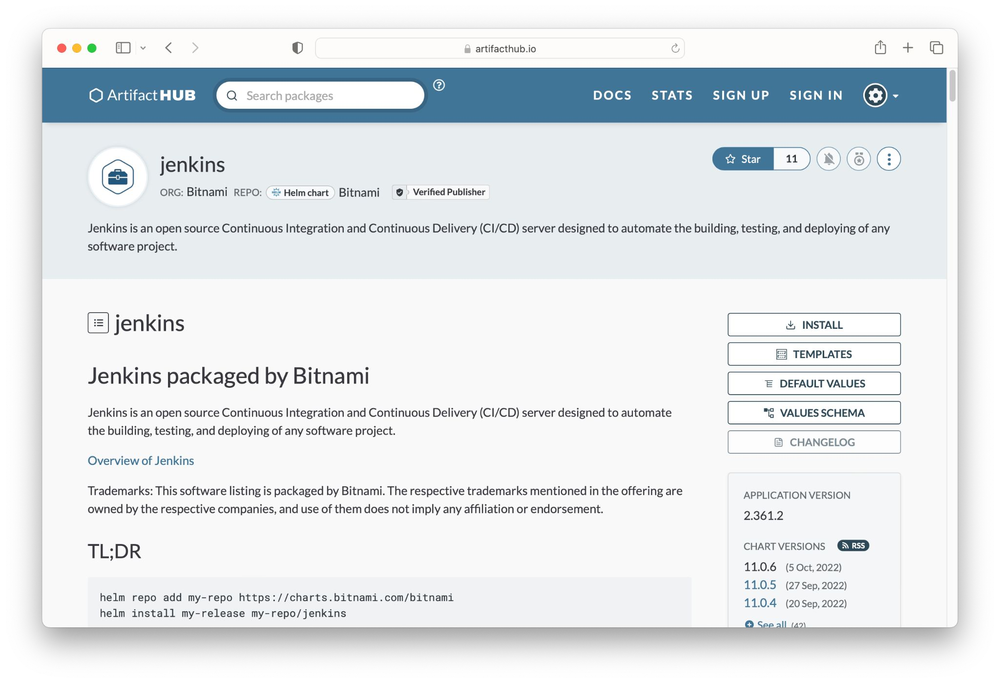 artifacthub.io
Artifact HUB
Search packages
DOCS STATS SIGN UP SIGN IN
jenkins
Star 11
ORG: Bitnami REPO: HELM Helm chart Bitnami Verified Publisher
Jenkins is an open source Continuous Integration and Continuous Delivery (CI/CD) server designed to automate the building, testing, and deploying of any
software project.
jenkins
Jenkins packaged by Bitnami
Jenkins is an open source Continuous Integration and Continuous Delivery (CI/CD) server designed to automate
the building, testing, and deploying of any software project.
Overview of Jenkins
Trademarks: This software listing is packaged by Bitnami. The respective trademarks mentioned in the offering are
owned by the respective companies, and use of them does not imply any affiliation or endorsement.
TL;DR
helm repo add my-repo https://charts.bitnami.com/bitnami
helm install my-release my-repo/jenkins
INSTALL
TEMPLATES
DEFAULT VALUES
VALUES SCHEMA
CHANGELOG
APPLICATION VERSION
2.361.2
CHART VERSIONS RSS
11.0.6 (5 Oct, 2022)
11.0.5 (27 Sep, 2022)
11.0.4 (20 Sep, 2022)
See all (42)